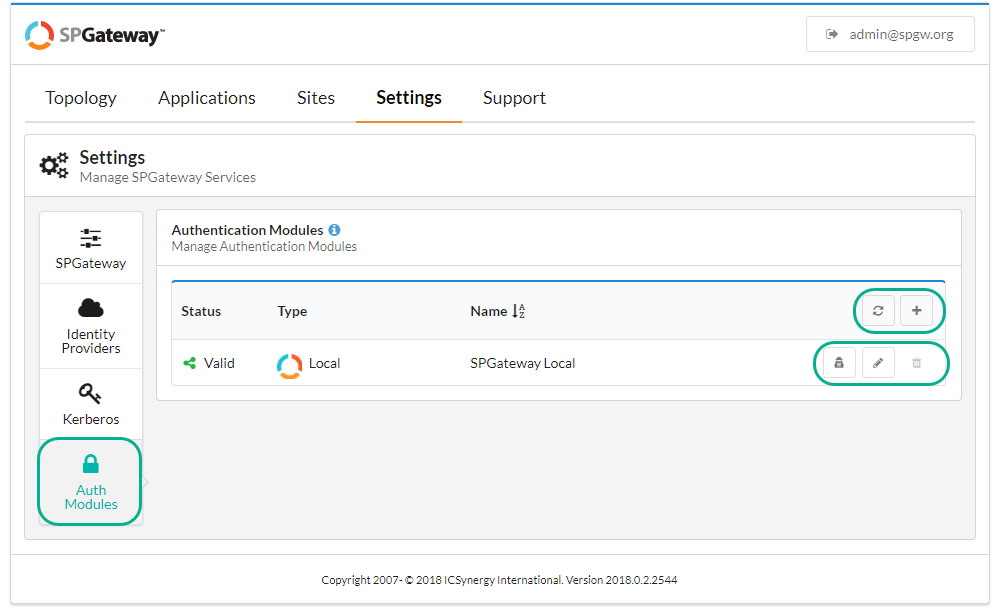 SPGateway™
admin@spgw.org
Topology Applications Sites Settings Support
Settings
Manage SPGateway Services
SPGateway
Identity
Providers
Kerberos
Auth
Modules
Authentication Modules
Manage Authentication Modules
Status Type Name
Valid Local SPGateway Local
Copyright 2007- © 2018 ICSynergy International. Version 2018.0.2.2544